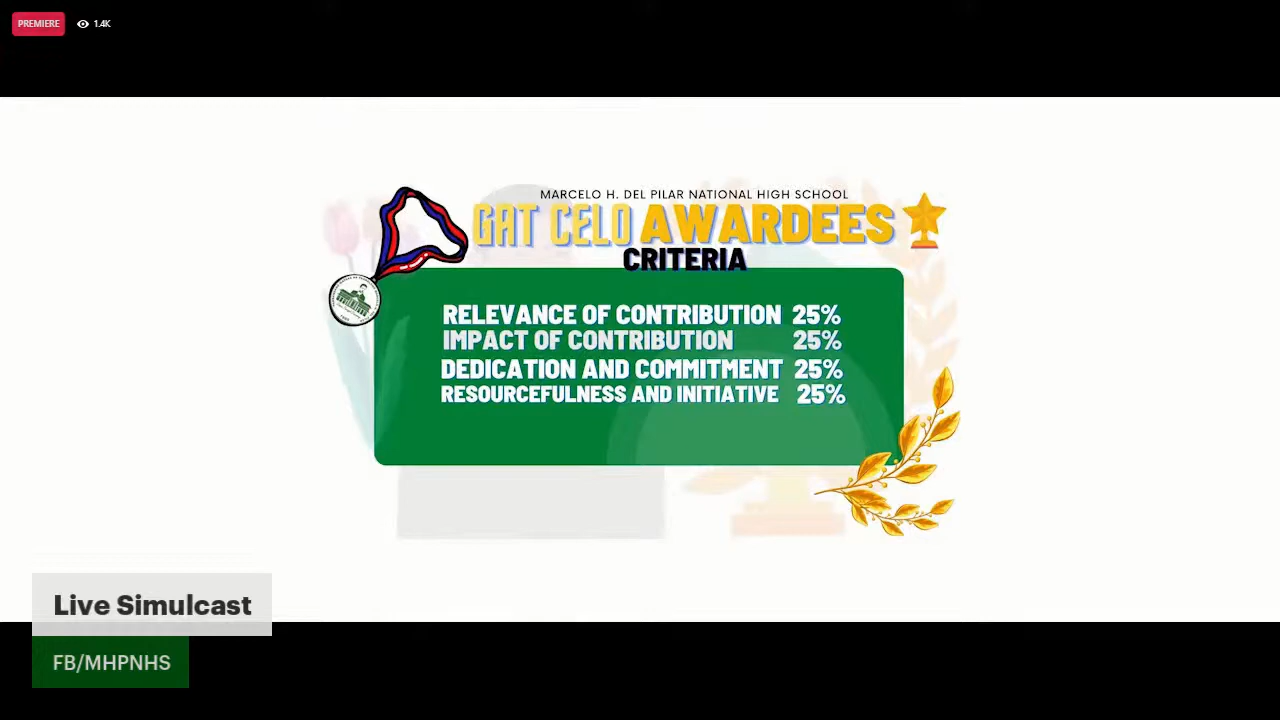 PREMIERE 1.4K
MARCELO H. DEL PILAR NATIONAL HIGH SCHOOL
GAT CELO AWARDEES
CRITERIA
RELEVANCE OF CONTRIBUTION 25%
IMPACT OF CONTRIBUTION 25%
DEDICATION AND COMMITMENT 25%
RESOURCEFULNESS AND INITIATIVE 25%
Live Simulcast
FB/MHPNHS